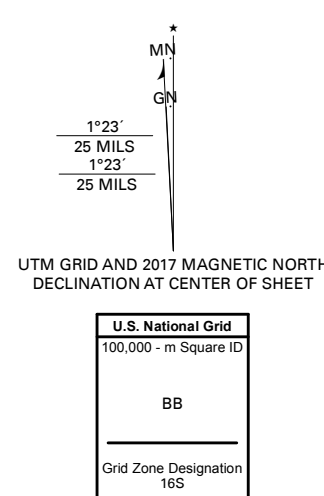 ★
MN
GN
1°23´
25 MILS
1°23´
25 MILS
UTM GRID AND 2017 MAGNETIC NORTH
DECLINATION AT CENTER OF SHEET
U.S. National Grid
100,000 - m Square ID
BB
Grid Zone Designation
16S